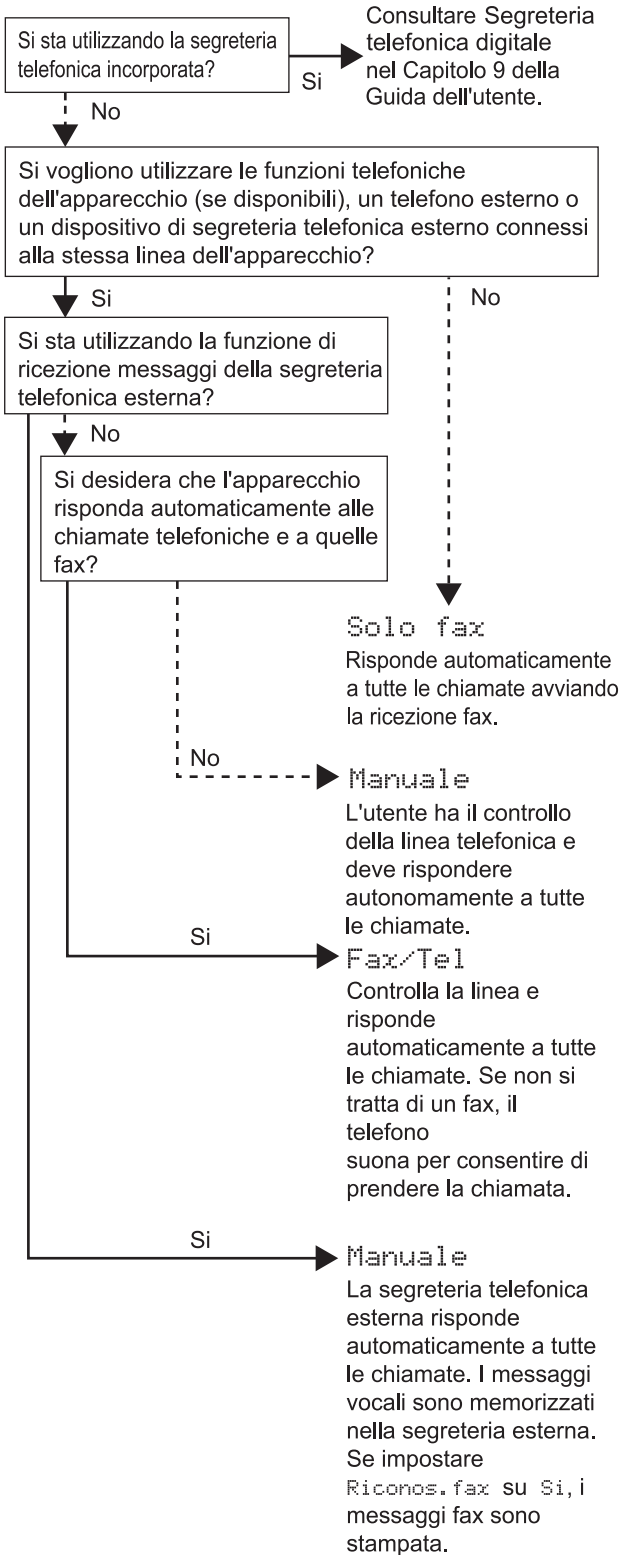 Si sta utilizzando la segreteria
telefonica incorporata?
Si
Consultare Segreteria
telefonica digitale
nel Capitolo 9 della
Guida dell'utente.
No
Si vogliono utilizzare le funzioni telefoniche
dell'apparecchio (se disponibili), un telefono esterno o
un dispositivo di segreteria telefonica esterno connessi
alla stessa linea dell'apparecchio?
Si
No
Si sta utilizzando la funzione di
ricezione messaggi della segreteria
telefonica esterna?
No
Si desidera che l'apparecchio
risponda automaticamente alle
chiamate telefoniche e a quelle
fax?
Solo fax
Risponde automaticamente
a tutte le chiamate avviando
la ricezione fax.
No
Manuale
L'utente ha il controllo
della linea telefonica e
deve rispondere
autonomamente a tutte
le chiamate.
Si
Fax/Tel
Controlla la linea e
risponde
automaticamente a tutte
le chiamate. Se non si
tratta di un fax, il
telefono
suona per consentire di
prendere la chiamata.
Si
Manuale
La segreteria telefonica
esterna risponde
automaticamente a tutte
le chiamate. I messaggi
vocali sono memorizzati
nella segreteria esterna.
Se impostare
Riconos.fax su Si, i
messaggi fax sono
stampata.